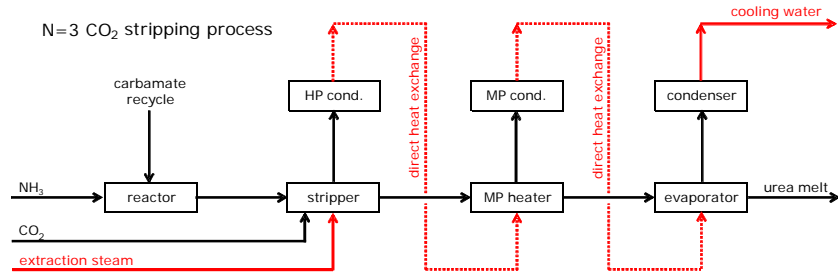 cooling water
N=3 CO₂ stripping process
carbamate
recycle
HP cond.
direct heat exchange
MP cond.
direct heat exchange
condenser
NH₃
reactor
stripper
MP heater
evaporator
urea melt
CO₂
extraction steam